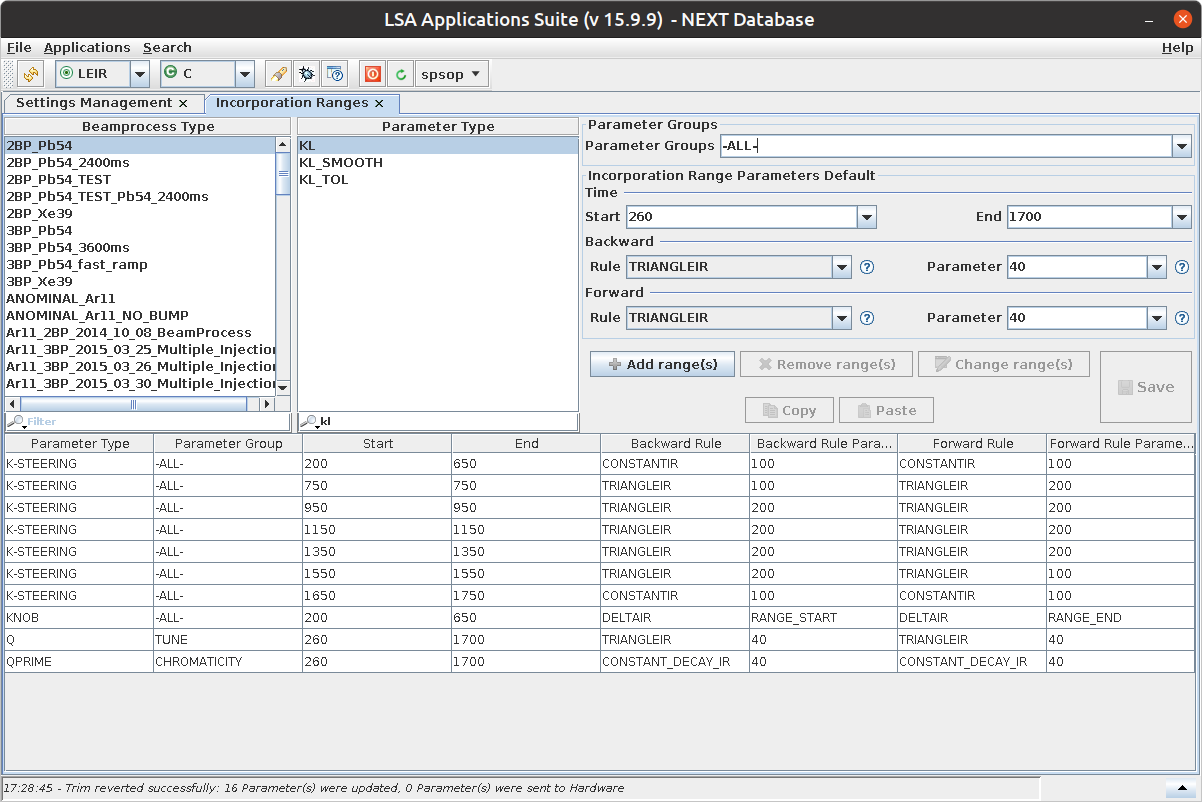 LSA Applications Suite (v 15.9.9) - NEXT Database
File Applications Search Help
LEIR C spsop
Settings Management Incorporation Ranges
Beamprocess Type
2BP_Pb54
2BP_Pb54_2400ms
2BP_Pb54_TEST
2BP_Pb54_TEST_Pb54_2400ms
2BP_Xe39
3BP_Pb54
3BP_Pb54_3600ms
3BP_Pb54_fast_ramp
3BP_Xe39
ANOMINAL_Ar11
ANOMINAL_Ar11_NO_BUMP
Ar11_2BP_2014_10_08_BeamProcess
Ar11_3BP_2015_03_25_Multiple_Injection
Ar11_3BP_2015_03_26_Multiple_Injection
Ar11_3BP_2015_03_30_Multiple_Injection
Filter
Parameter Type
KL
KL_SMOOTH
KL_TOL
kl
Parameter Groups
Parameter Groups -ALL-
Incorporation Range Parameters Default
Time
Start 260 End 1700
Backward
Rule TRIANGLEIR Parameter 40
Forward
Rule TRIANGLEIR Parameter 40
Add range(s) Remove range(s) Change range(s) Save
Copy Paste
Parameter Type Parameter Group Start End Backward Rule Backward Rule Para... Forward Rule Forward Rule Parame...
K-STEERING -ALL- 200 650 CONSTANTIR 100 CONSTANTIR 100
K-STEERING -ALL- 750 750 TRIANGLEIR 100 TRIANGLEIR 200
K-STEERING -ALL- 950 950 TRIANGLEIR 200 TRIANGLEIR 200
K-STEERING -ALL- 1150 1150 TRIANGLEIR 200 TRIANGLEIR 200
K-STEERING -ALL- 1350 1350 TRIANGLEIR 200 TRIANGLEIR 200
K-STEERING -ALL- 1550 1550 TRIANGLEIR 200 TRIANGLEIR 100
K-STEERING -ALL- 1650 1750 CONSTANTIR 100 CONSTANTIR 100
KNOB -ALL- 200 650 DELTAIR RANGE_START DELTAIR RANGE_END
Q TUNE 260 1700 TRIANGLEIR 40 TRIANGLEIR 40
QPRIME CHROMATICITY 260 1700 CONSTANT_DECAY_IR 40 CONSTANT_DECAY_IR 40
17:28:45 - Trim reverted successfully: 16 Parameter(s) were updated, 0 Parameter(s) were sent to Hardware